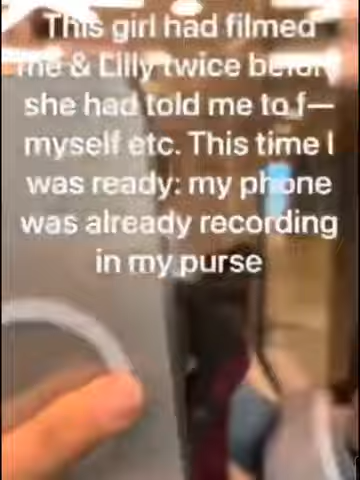 This girl had filmed
me & Lilly twice before
she had told me to f—
myself etc. This time I
was ready: my phone
was already recording
in my purse